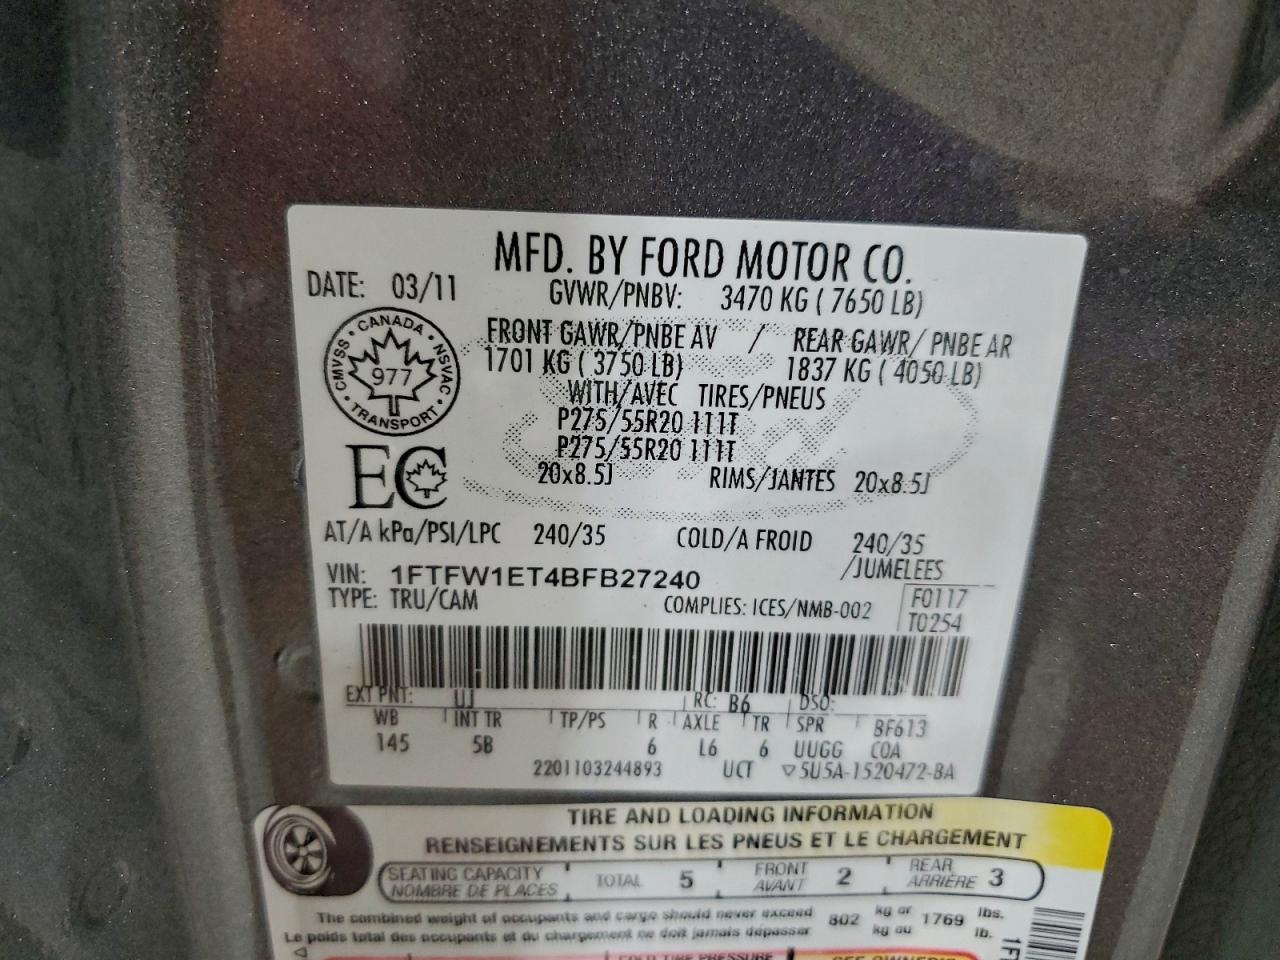 MFD. BY FORD MOTOR CO.
DATE: 03/11 GVWR/PNBV: 3470 KG ( 7650 LB)
FRONT GAWR/PNBE AV / REAR GAWR/ PNBE AR
1701 KG ( 3750 LB) 1837 KG ( 4050 LB)
WITH/AVEC TIRES/PNEUS
P275/55R20 111T
P275/55R20 111T
20x8.5J RIMS/JANTES 20x8.5J
CANADA • NSVAC • TRANSPORT • CMVSS •
977
EC
AT/A kPa/PSI/LPC 240/35 COLD/A FROID 240/35
/JUMELEES
VIN: 1FTFW1ET4BFB27240
TYPE: TRU/CAM COMPLIES: ICES/NMB-002
F0117
T0254
EXT PNT: UJ RC: B6 DSO:
WB INT TR TP/PS R AXLE TR SPR BF613
145 5B 6 L6 6 UUGG COA
2201103244893 UCT ▽5U5A-1520472-BA
TIRE AND LOADING INFORMATION
RENSEIGNEMENTS SUR LES PNEUS ET LE CHARGEMENT
SEATING CAPACITY TOTAL 5 FRONT 2 REAR 3
NOMBRE DE PLACES AVANT ARRIÈRE
The combined weight of occupants and cargo should never exceed 802 kg or 1769 lbs.
Le poids total des occupants et du chargement ne doit jamais dépasser kg ou lb.
COLD TIRE PRESSURE
SEE OWNER'S